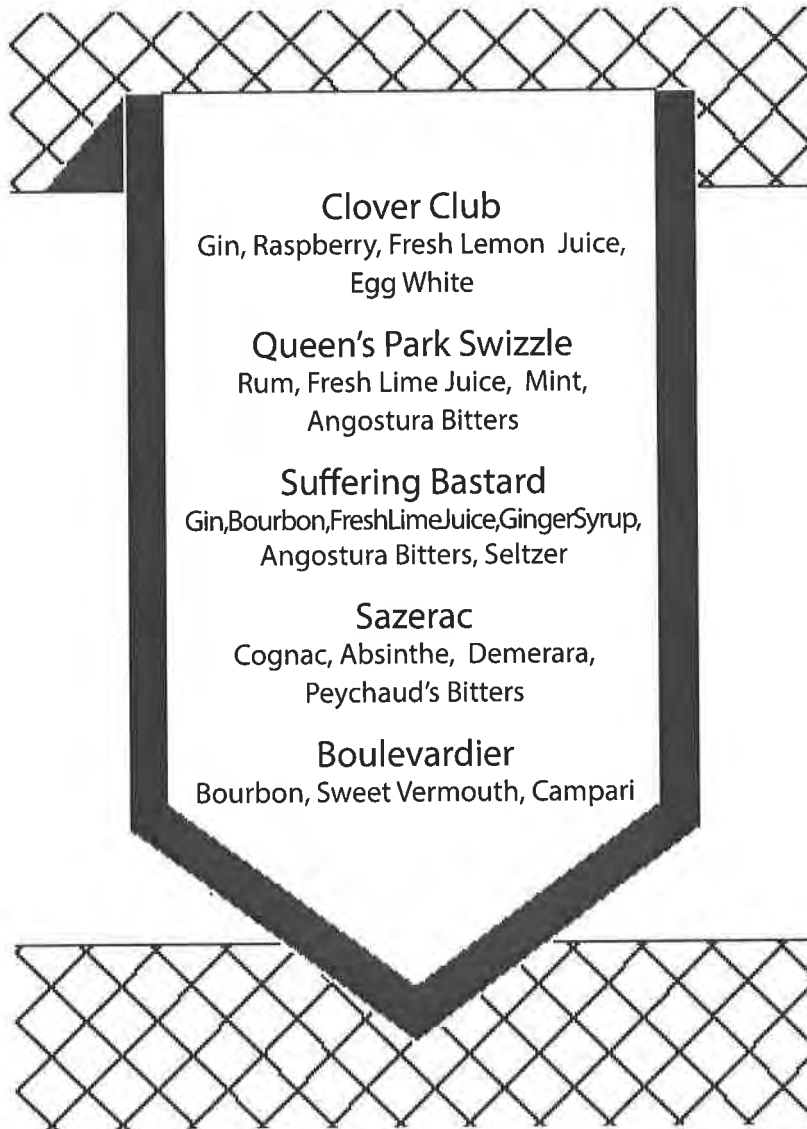 Clover Club
Gin, Raspberry, Fresh Lemon Juice,
Egg White
Queen's Park Swizzle
Rum, Fresh Lime Juice, Mint,
Angostura Bitters
Suffering Bastard
Gin,Bourbon,FreshLimeJuice,GingerSyrup,
Angostura Bitters, Seltzer
Sazerac
Cognac, Absinthe, Demerara,
Peychaud's Bitters
Boulevardier
Bourbon, Sweet Vermouth, Campari